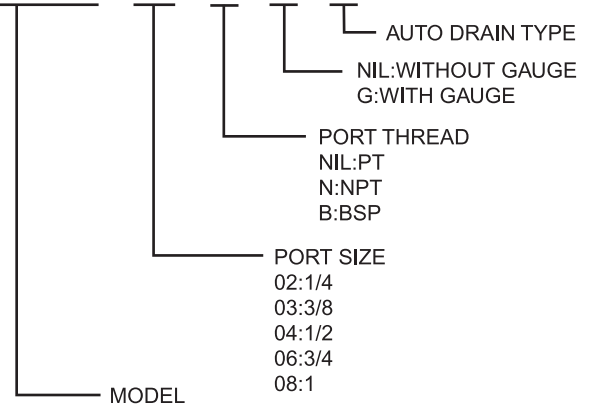 AUTO DRAIN TYPE
NIL:WITHOUT GAUGE
G:WITH GAUGE
PORT THREAD
NIL:PT
N:NPT
B:BSP
PORT SIZE
02:1/4
03:3/8
04:1/2
06:3/4
08:1
MODEL